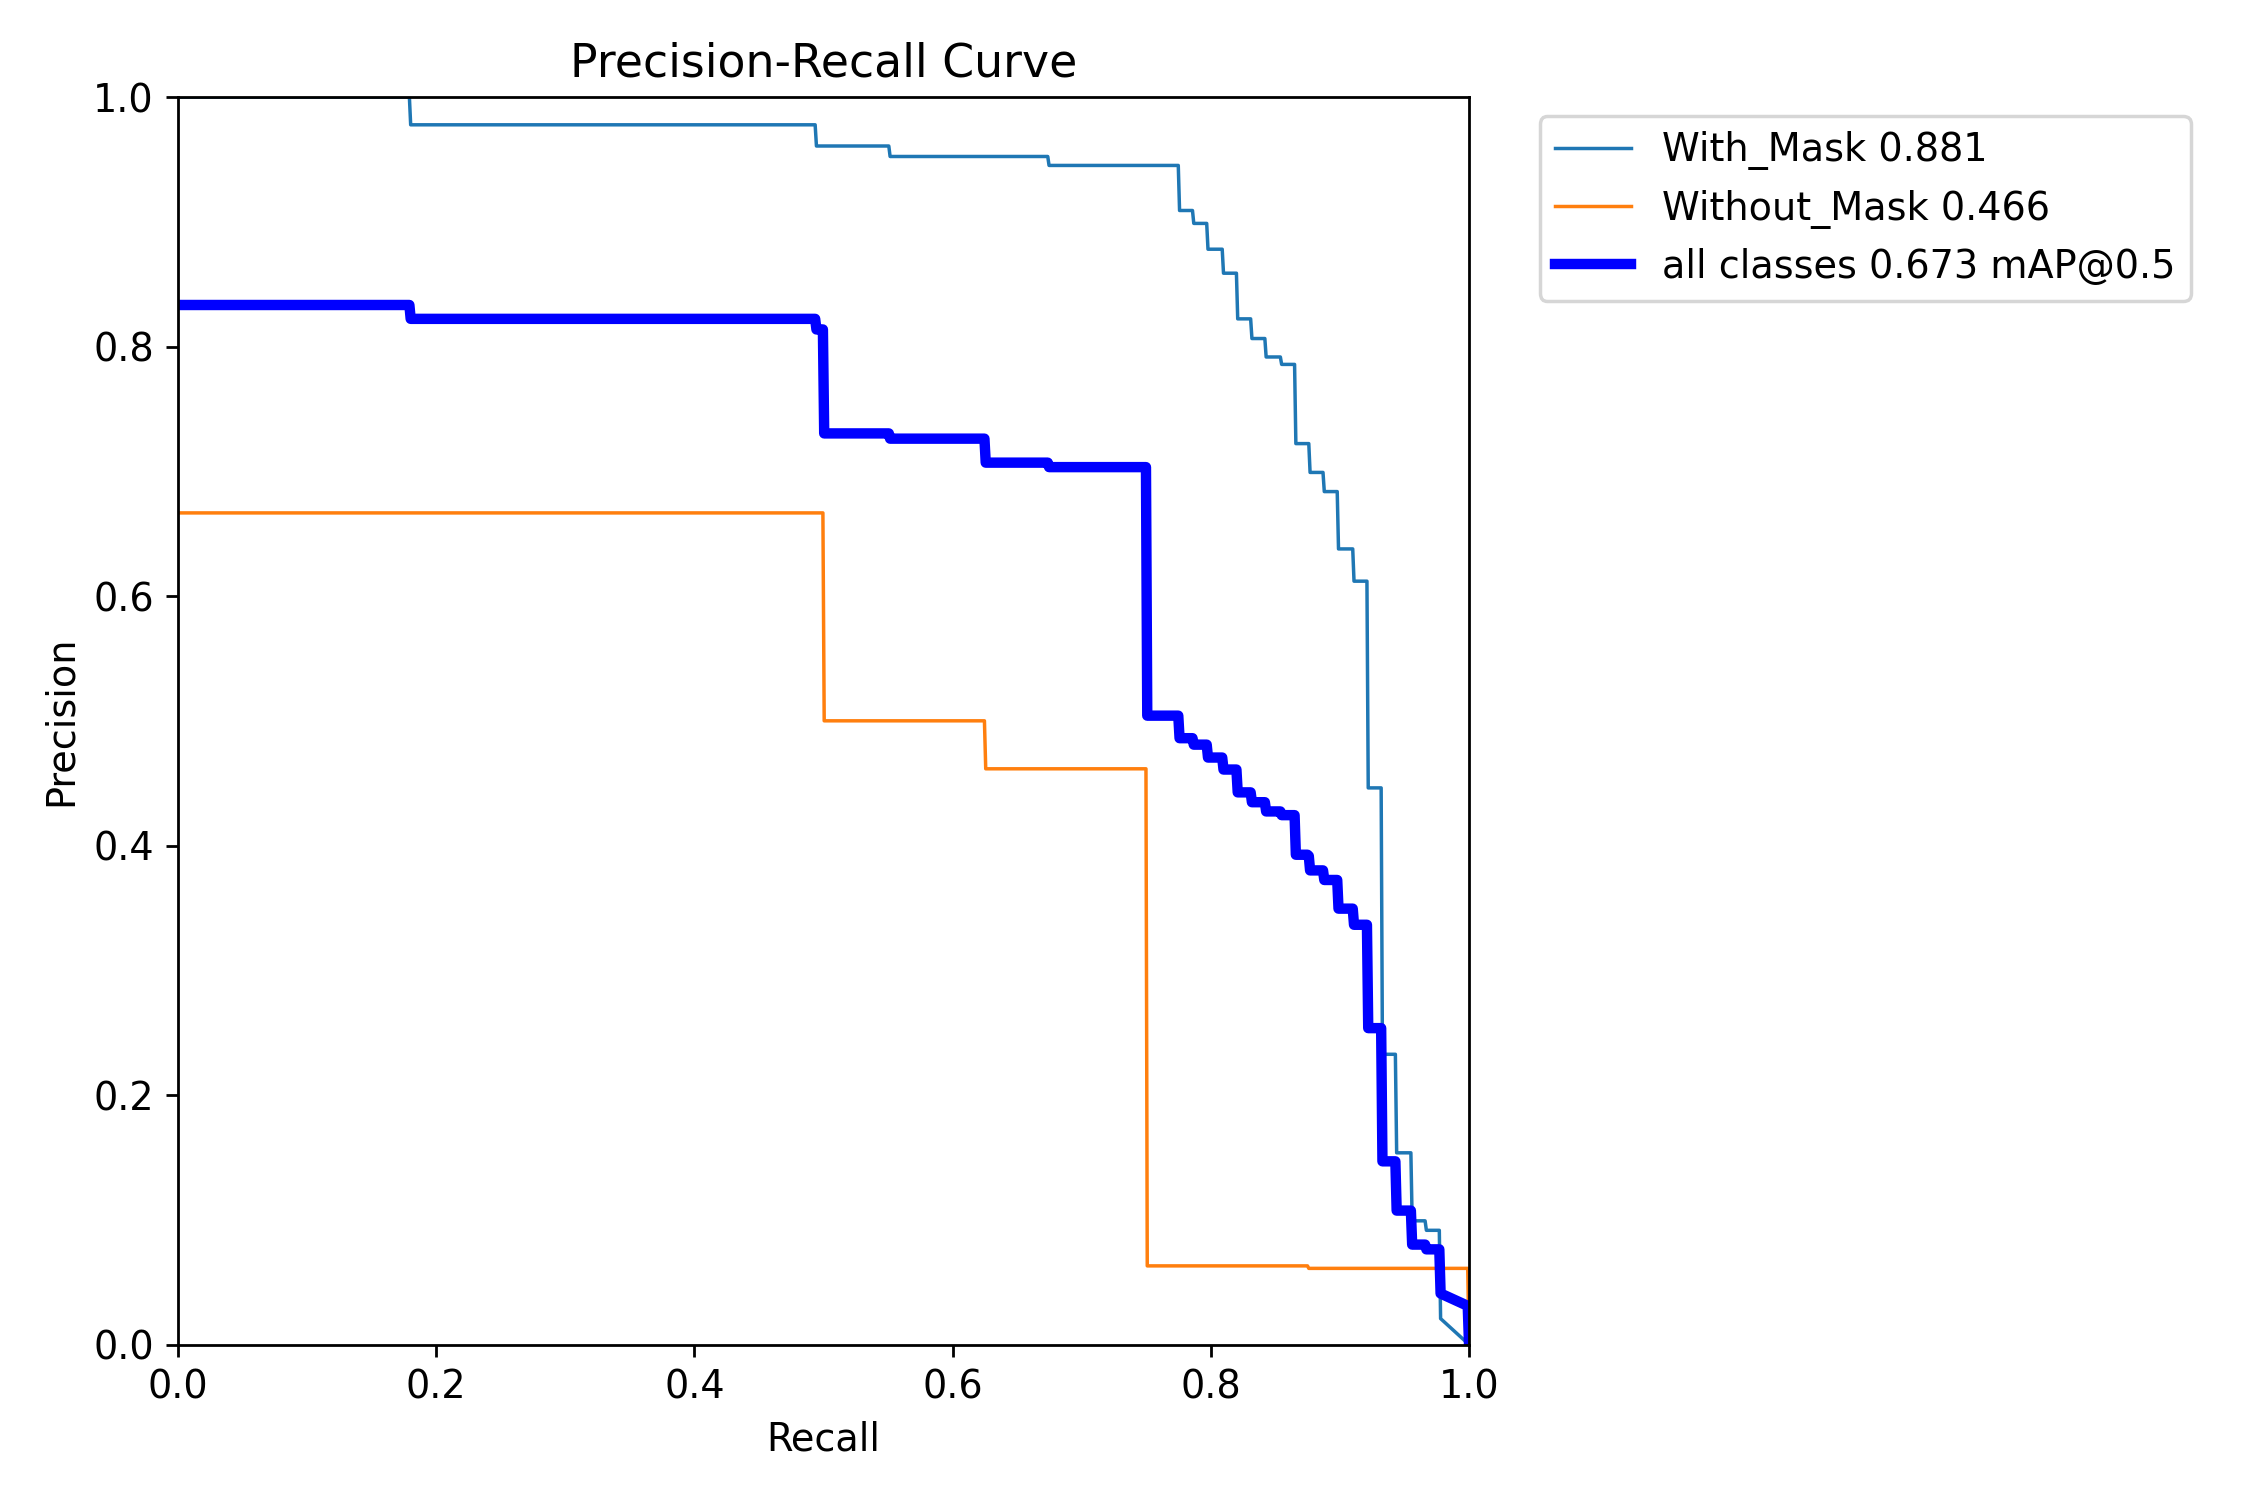 Precision-Recall Curve
1.0
0.8
0.6
0.4
0.2
0.0
Precision
0.0 0.2 0.4 0.6 0.8 1.0
Recall
With_Mask 0.881
Without_Mask 0.466
all classes 0.673 mAP@0.5